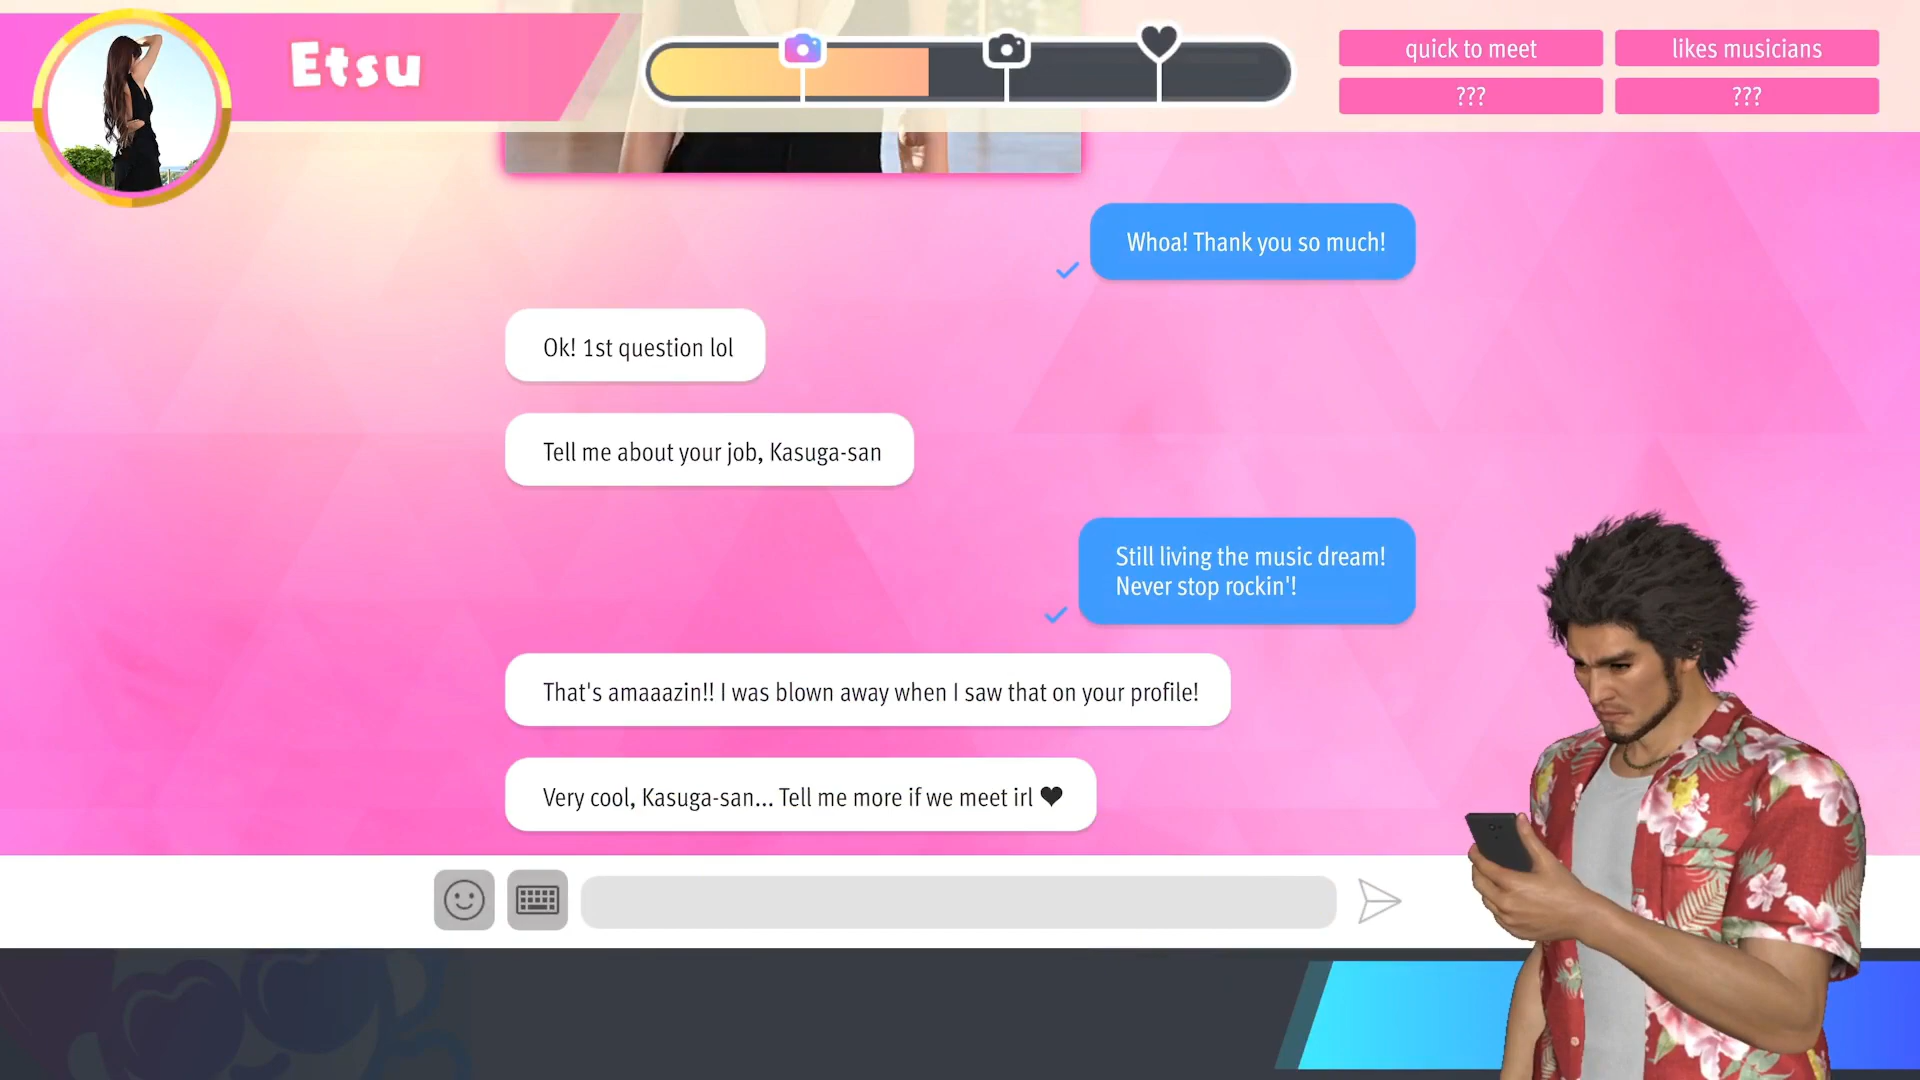 Etsu
quick to meet
likes musicians
???
???
Whoa! Thank you so much!
Ok! 1st question lol
Tell me about your job, Kasuga-san
Still living the music dream!
Never stop rockin'!
That's amaaazin!! I was blown away when I saw that on your profile!
Very cool, Kasuga-san... Tell me more if we meet irl ♥